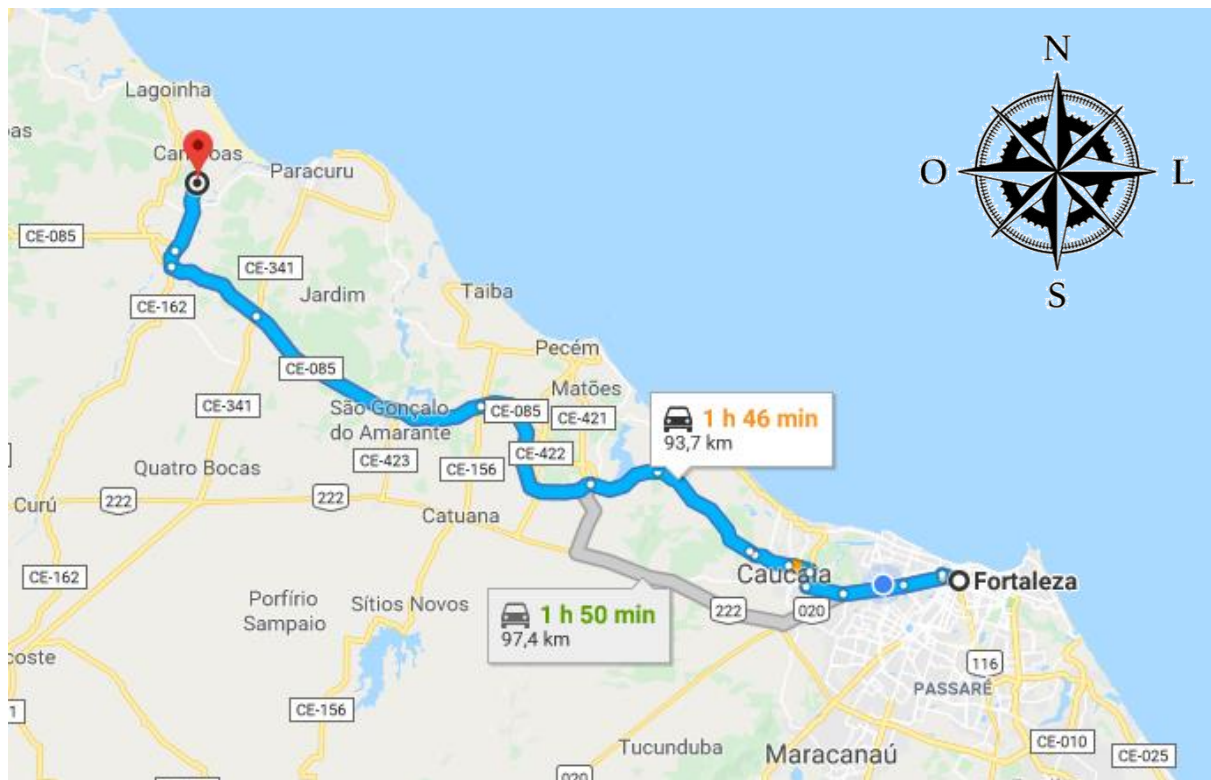 N
Lagoinha
Paracuru
O
L
CE-085
CE-341
S
Taiba
Jardim
CE-162
Pecém
CE-085
Matões
CE-341
São Gonçalo
do Amarante
CE-085
CE-421
1 h 46 min
93,7 km
CE-422
CE-423
CE-156
Quatro Bocas
222
222
Curú
Catuana
Caucaia
Fortaleza
CE-162
Porfírio
Sampaio
Sítios Novos
1 h 50 min
97,4 km
222
020
116
PASSARÉ
CE-156
CE-010
CE-025
Tucunduba
Maracanaú
020